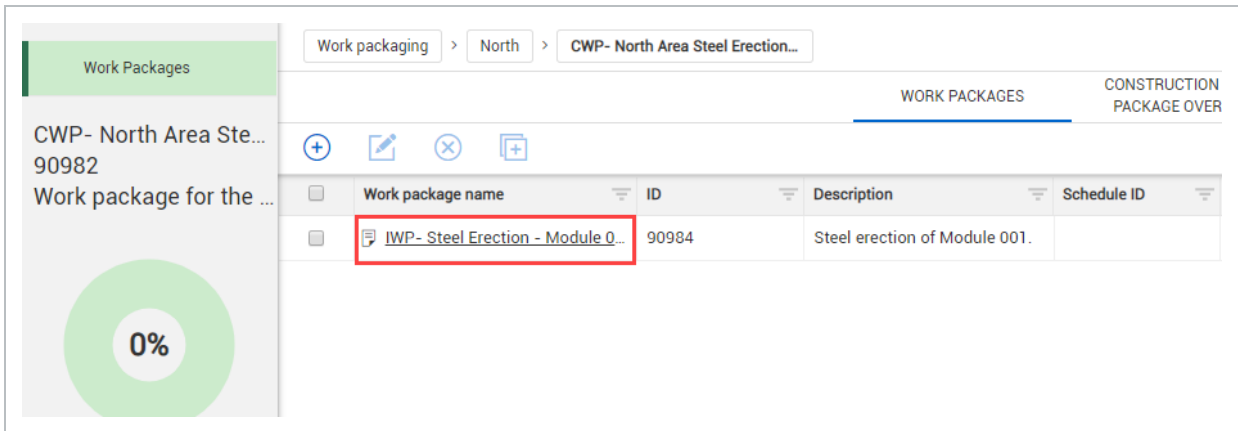 Work packaging > North > CWP- North Area Steel Erection...
Work Packages
WORK PACKAGES
CONSTRUCTION
PACKAGE OVER
CWP- North Area Ste...
90982
Work package for the ...
Work package name ID Description Schedule ID
IWP- Steel Erection - Module 0... 90984 Steel erection of Module 001.
0%